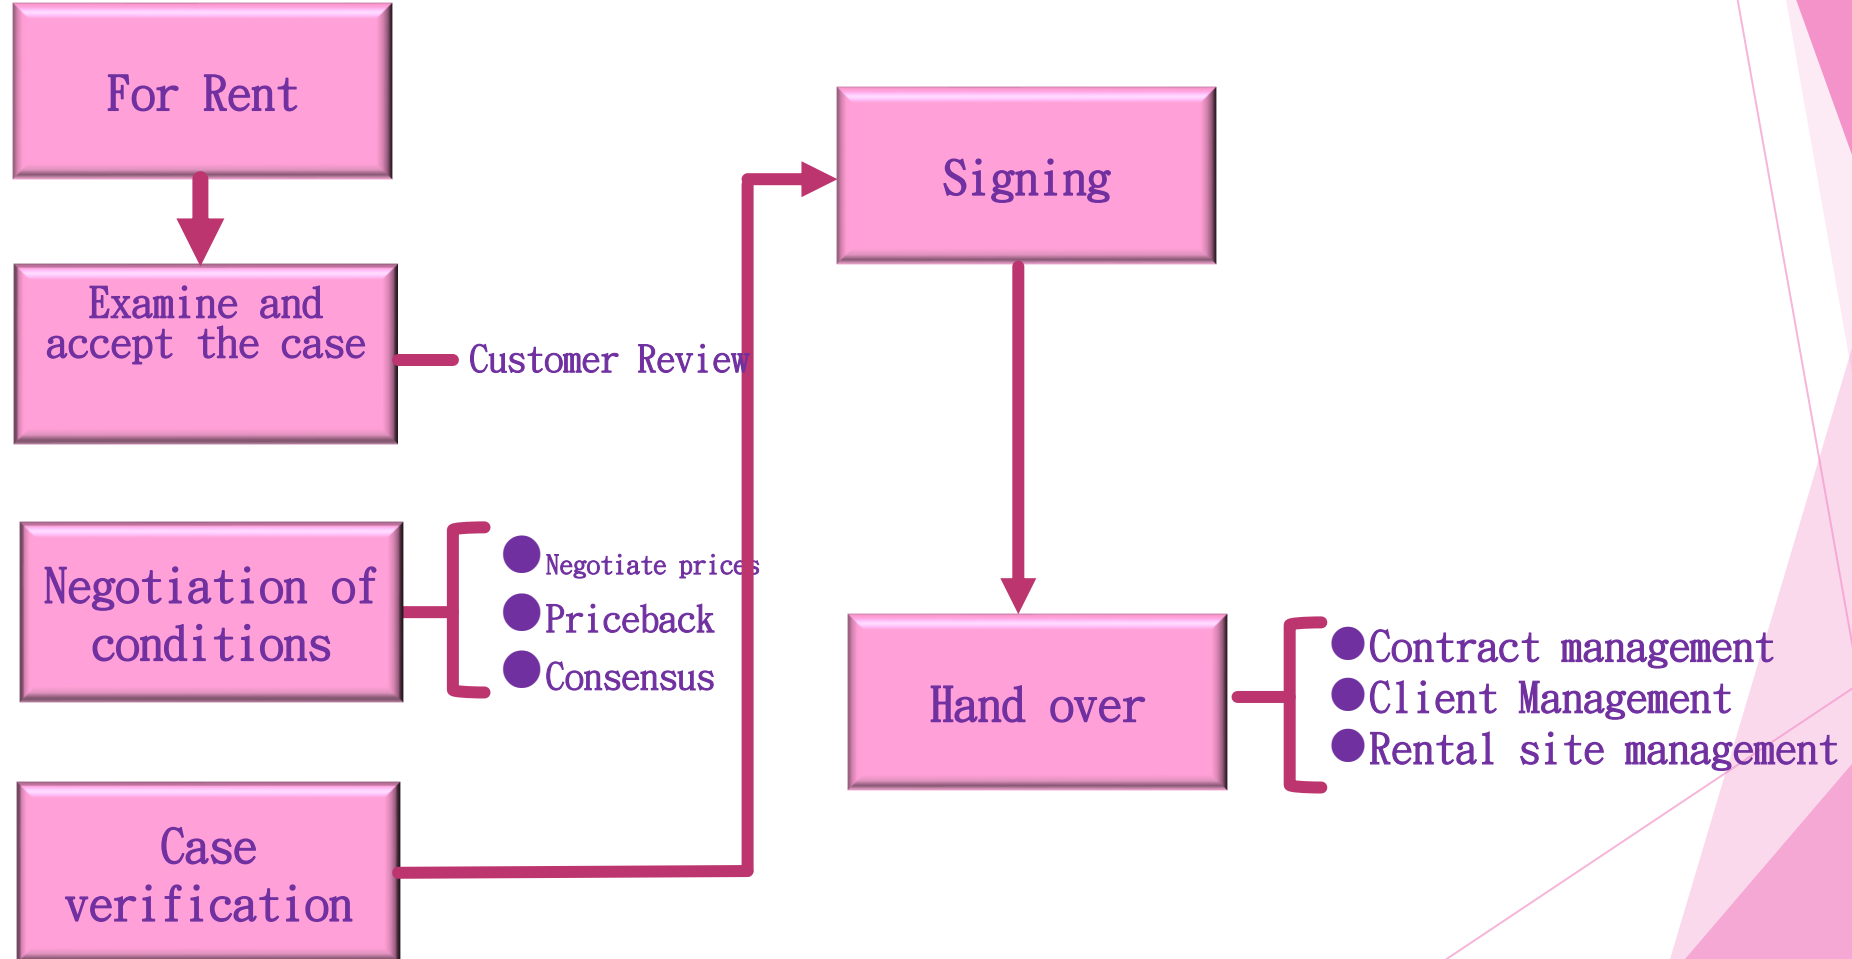 For Rent
Examine and
accept the case
Customer Review
Negotiation of
conditions
●Negotiate prices
●Priceback
●Consensus
Case
verification
Signing
Hand over
●Contract management
●Client Management
●Rental site management